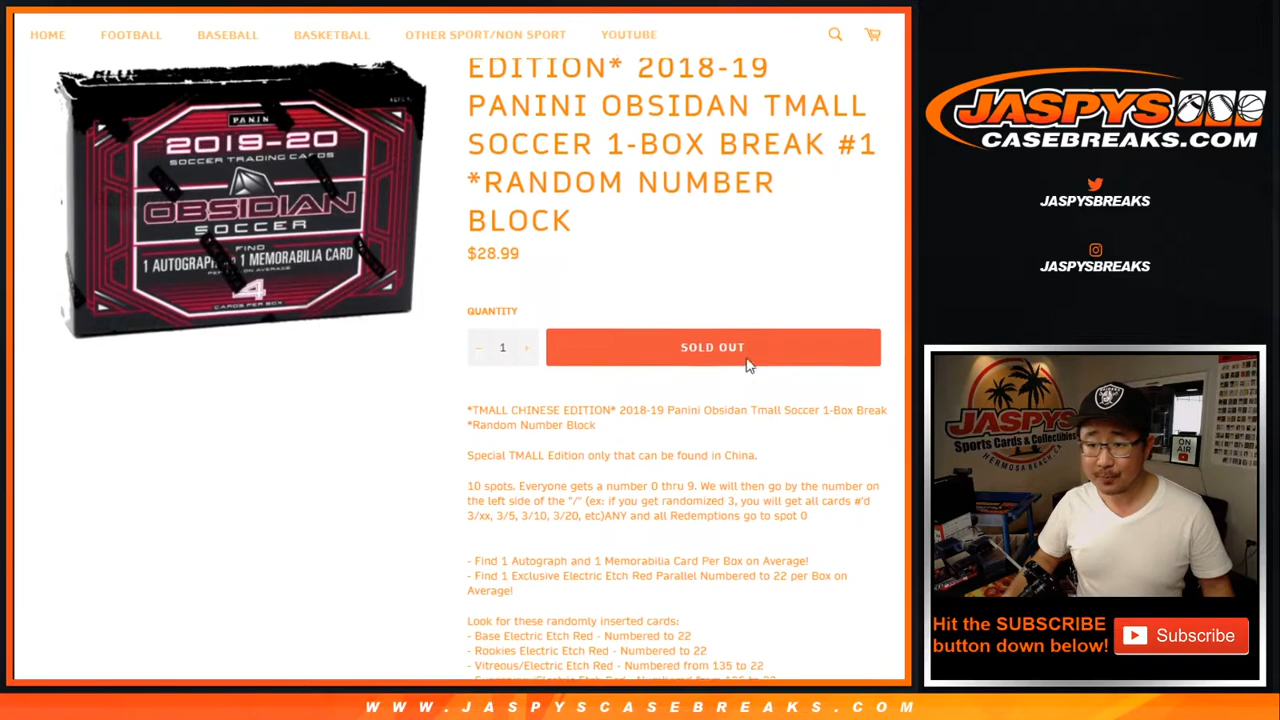 HOME FOOTBALL BASEBALL BASKETBALL OTHER SPORT/NON SPORT YOUTUBE
EDITION* 2018-19
PANINI OBSIDAN TMALL
SOCCER 1-BOX BREAK #1
*RANDOM NUMBER
BLOCK
$28.99
QUANTITY
− 1 +
SOLD OUT
*TMALL CHINESE EDITION* 2018-19 Panini Obsidan Tmall Soccer 1-Box Break
*Random Number Block
Special TMALL Edition only that can be found in China.
10 spots. Everyone gets a number 0 thru 9. We will then go by the number on
the left side of the "/" (ex: if you get randomized 3, you will get all cards #'d
3/xx, 3/5, 3/10, 3/20, etc)ANY and all Redemptions go to spot 0
- Find 1 Autograph and 1 Memorabilia Card Per Box on Average!
- Find 1 Exclusive Electric Etch Red Parallel Numbered to 22 per Box on
Average!
Look for these randomly inserted cards:
- Base Electric Etch Red - Numbered to 22
- Rookies Electric Etch Red - Numbered to 22
- Vitreous/Electric Etch Red - Numbered from 135 to 22
PANINI
2019-20
SOCCER TRADING CARDS
OBSIDIAN
SOCCER
FIND
1 AUTOGRAPH 1 MEMORABILIA CARD
4
CARDS PER BOX
JASPYS
CASEBREAKS.COM
JASPYSBREAKS
JASPYSBREAKS
JASPYS
Sports Cards & Collectibles
HERMOSA BEACH, CA
ON
AIR
RAIDERS
Hit the SUBSCRIBE
button down below!
Subscribe
WWW.JASPYSCASEBREAKS.COM